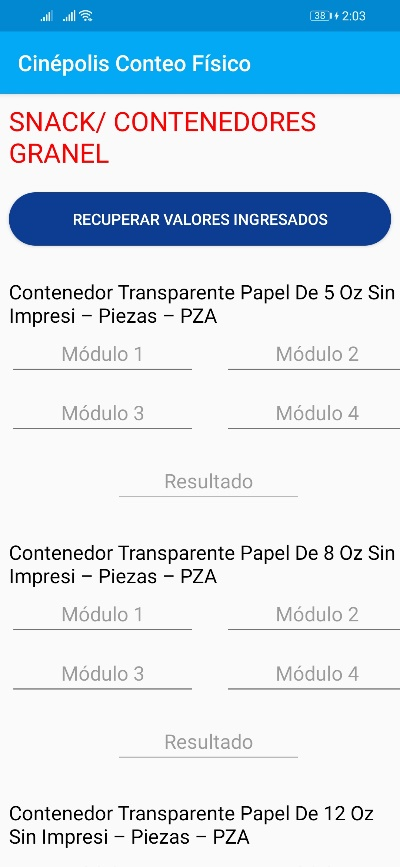 38 2:03
Cinépolis Conteo Físico
SNACK/ CONTENEDORES
GRANEL
RECUPERAR VALORES INGRESADOS
Contenedor Transparente Papel De 5 Oz Sin
Impresi – Piezas – PZA
Módulo 1 Módulo 2
Módulo 3 Módulo 4
Resultado
Contenedor Transparente Papel De 8 Oz Sin
Impresi – Piezas – PZA
Módulo 1 Módulo 2
Módulo 3 Módulo 4
Resultado
Contenedor Transparente Papel De 12 Oz
Sin Impresi – Piezas – PZA